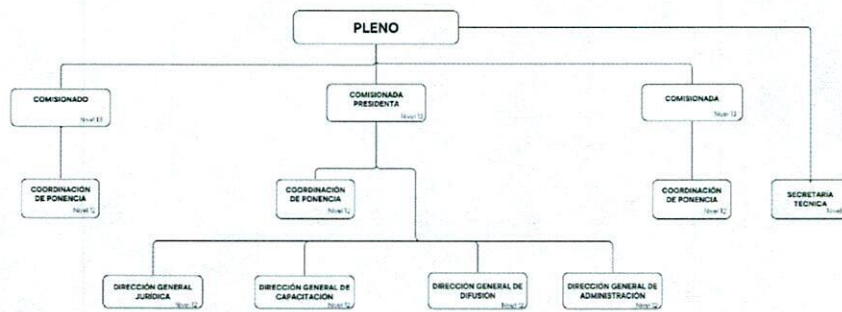 PLENO
COMISIONADO
Nivel 13
COMISIONADA
PRESIDENTA
Nivel 13
COMISIONADA
Nivel 13
COORDINACIÓN
DE PONENCIA
Nivel 12
COORDINACIÓN
DE PONENCIA
Nivel 12
COORDINACIÓN
DE PONENCIA
Nivel 12
SECRETARÍA
TECNICA
Nivel
DIRECCIÓN GENERAL
JURÍDICA
Nivel 12
DIRECCIÓN GENERAL DE
CAPACITACIÓN
Nivel 12
DIRECCIÓN GENERAL DE
DIFUSIÓN
Nivel 12
DIRECCIÓN GENERAL DE
ADMINISTRACIÓN
Nivel 12